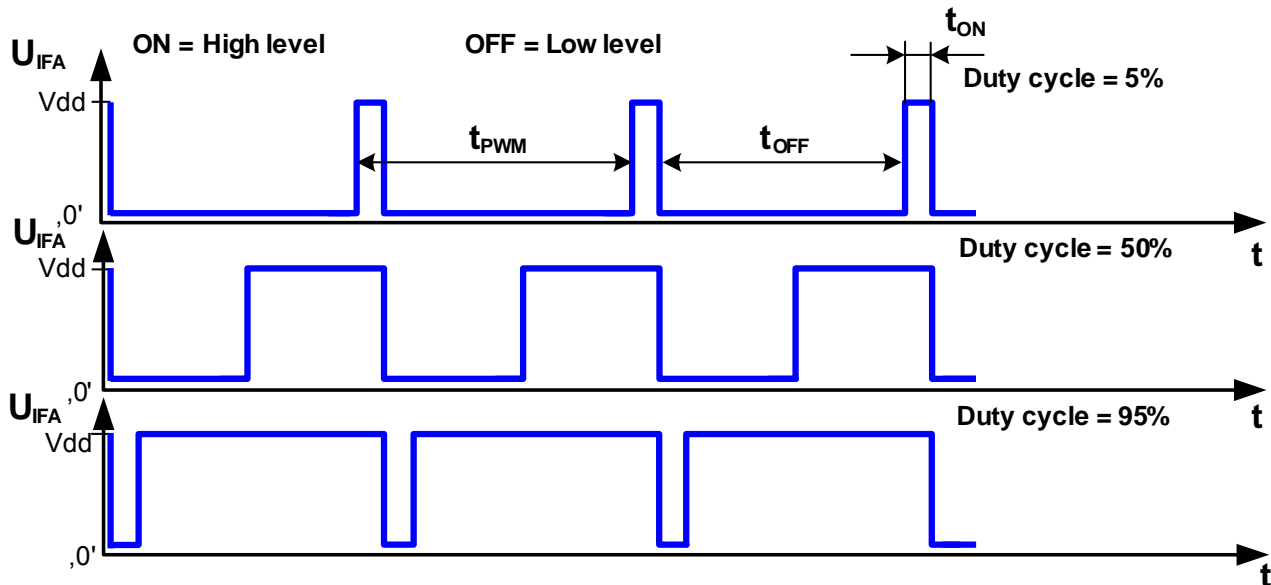 ON = High level OFF = Low level tON
UIFA
Duty cycle = 5%
Vdd
tPWM tOFF
,0'
UIFA
Duty cycle = 50%
t
Vdd
,0'
UIFA
Duty cycle = 95%
t
Vdd
,0'
t